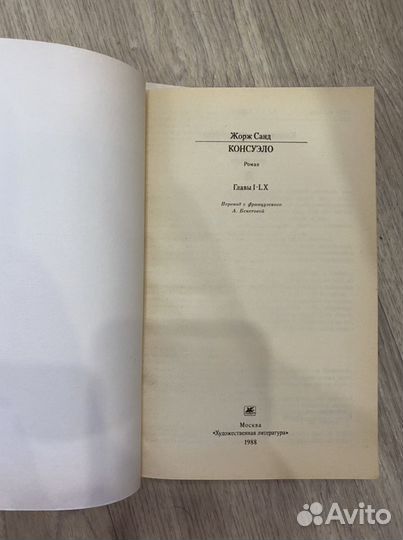 Жорж Санд
КОНСУЭЛО
Роман
Главы I-LX
Перевод с французского
А. Бекетовой
Москва
«Художественная литература»
1988
Avito